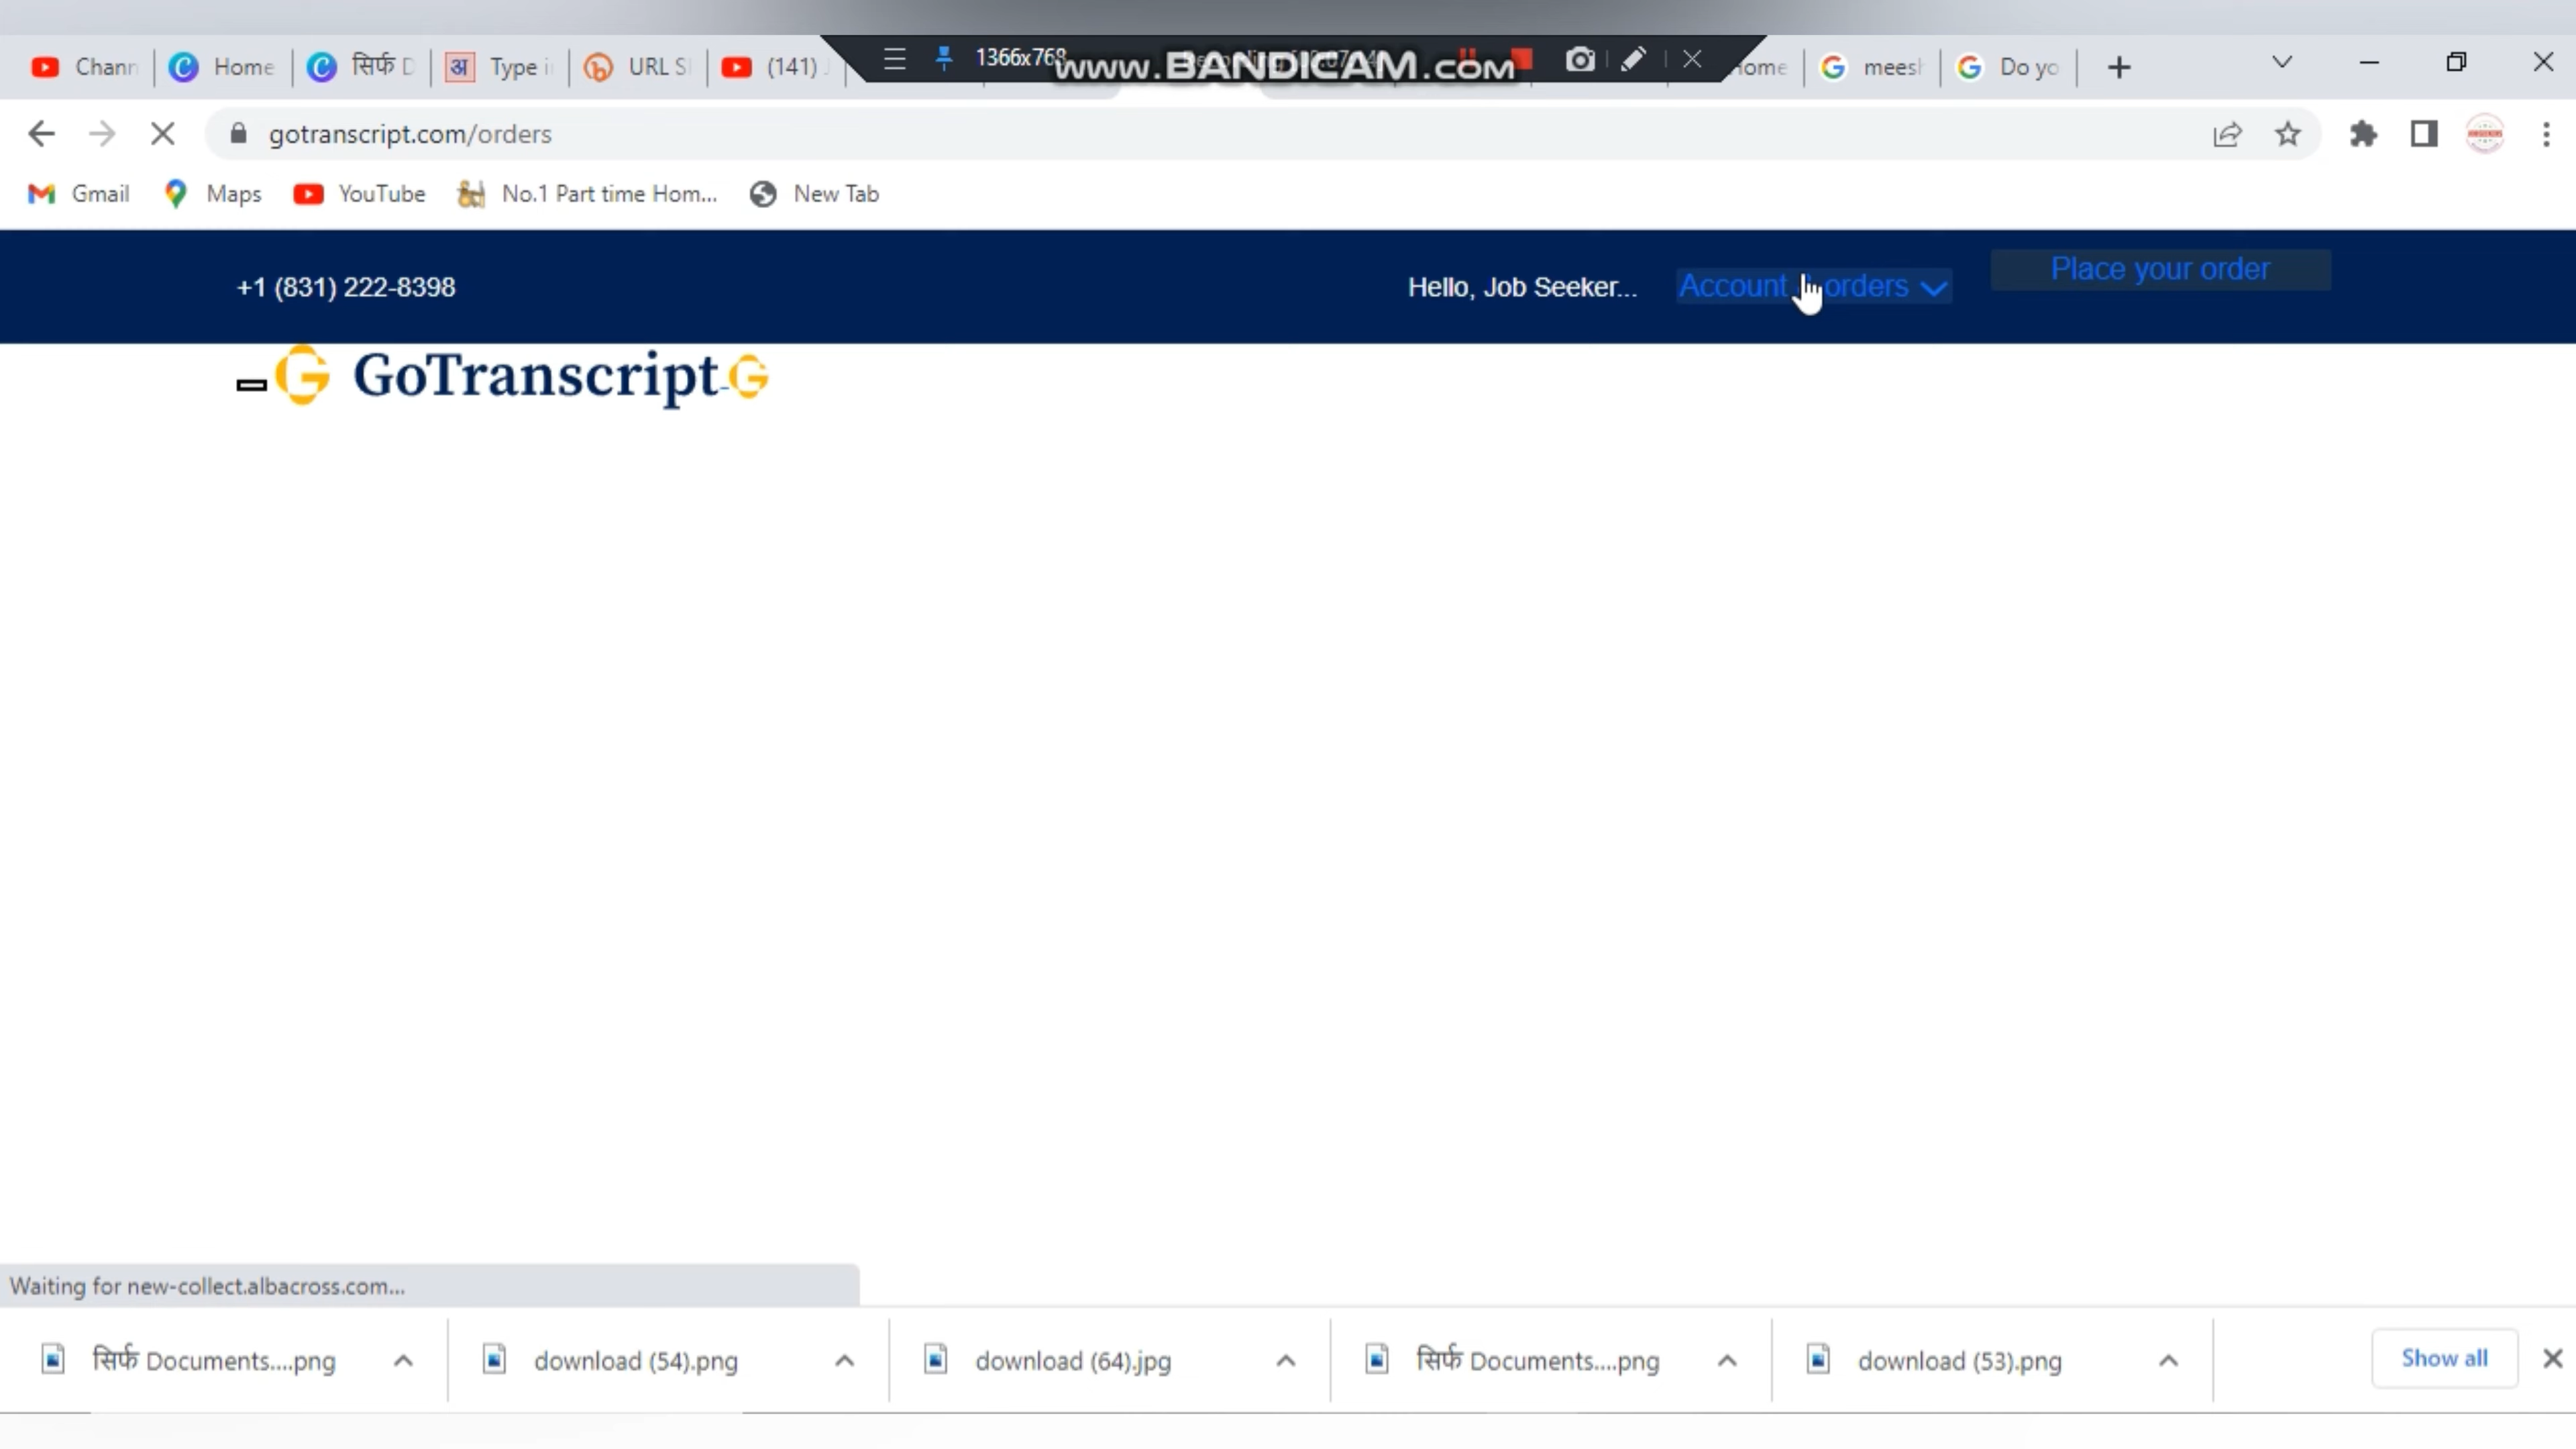 Chann
Home
सिर्फ D
Type i
URL S
(141)
1366x768
www.BANDICAM.com
ome
meesh
Do yo
gotranscript.com/orders
Gmail
Maps
YouTube
No.1 Part time Hom...
New Tab
+1 (831) 222-8398
Hello, Job Seeker...
Account orders
Place your order
GoTranscript
Waiting for new-collect.albacross.com...
सिर्फ Documents....png
download (54).png
download (64).jpg
सिर्फ Documents....png
download (53).png
Show all